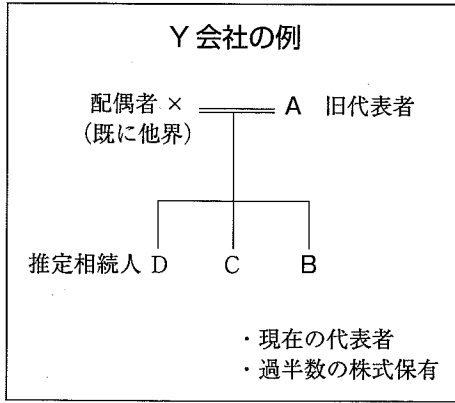 Y会社の例
配偶者 × A 旧代表者
(既に他界)
推定相続人 D C B
・現在の代表者
・過半数の株式保有